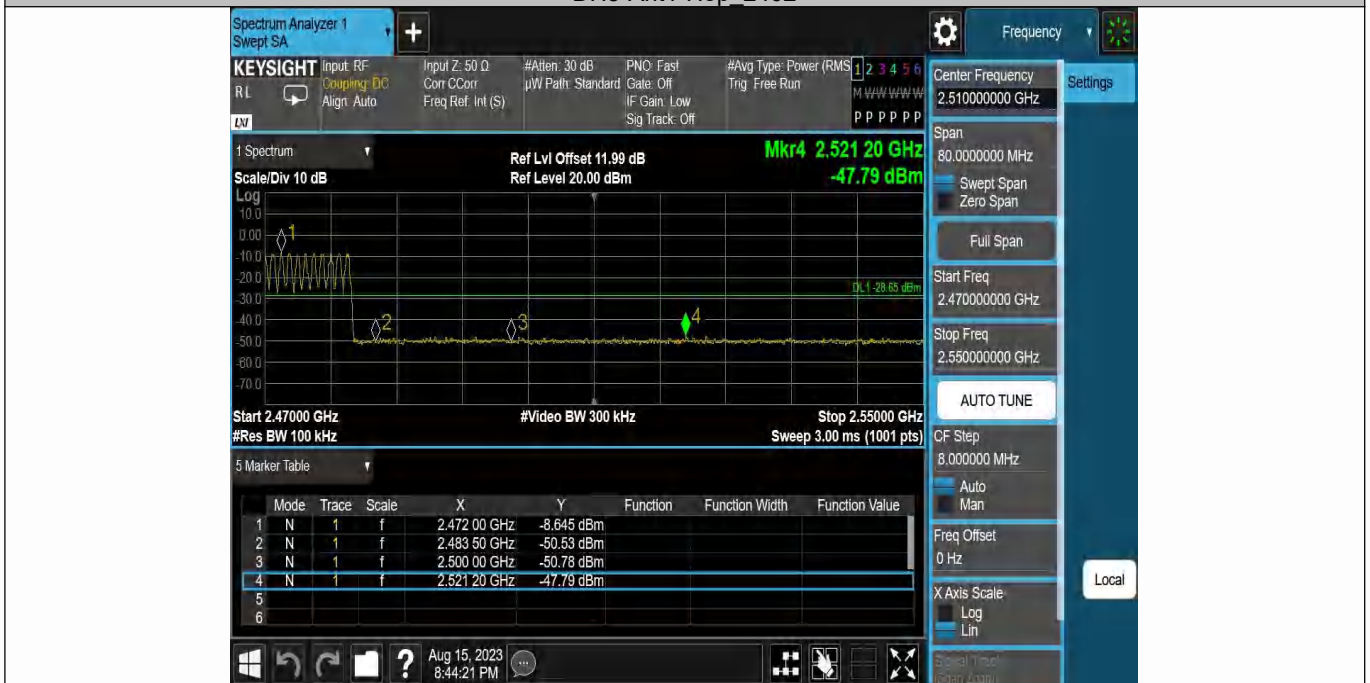 Spectrum Analyzer 1
Swept SA
+
Frequency
KEYSIGHT
RL
LXI
Input: RF
Coupling: DC
Align: Auto
Input Z: 50 Ω
Corr CCorr
Freq Ref: Int (S)
#Atten: 30 dB
µW Path: Standard
PNO: Fast
Gate: Off
IF Gain: Low
Sig Track: Off
#Avg Type: Power (RMS
Trig: Free Run
1 2 3 4 5 6
M W W W W W
P P P P P P
Settings
1 Spectrum
Scale/Div 10 dB
Ref Lvl Offset 11.99 dB
Ref Level 20.00 dBm
Mkr4 2.521 20 GHz
-47.79 dBm
Log
10.0
0.00
-10.0
-20.0
-30.0
-40.0
-50.0
-60.0
-70.0
1
2
3
4
DL1 -28.65 dBm
Start 2.47000 GHz
#Video BW 300 kHz
Stop 2.55000 GHz
#Res BW 100 kHz
Sweep 3.00 ms (1001 pts)
5 Marker Table
Mode Trace Scale X Y Function Function Width Function Value
1 N 1 f 2.472 00 GHz -8.645 dBm
2 N 1 f 2.483 50 GHz -50.53 dBm
3 N 1 f 2.500 00 GHz -50.78 dBm
4 N 1 f 2.521 20 GHz -47.79 dBm
5
6
Center Frequency
2.510000000 GHz
Span
80.0000000 MHz
Swept Span
Zero Span
Full Span
Start Freq
2.470000000 GHz
Stop Freq
2.550000000 GHz
AUTO TUNE
CF Step
8.000000 MHz
Auto
Man
Freq Offset
0 Hz
X Axis Scale
Log
Lin
Local
Signal Track
(Span Zoom)
?
Aug 15, 2023
8:44:21 PM